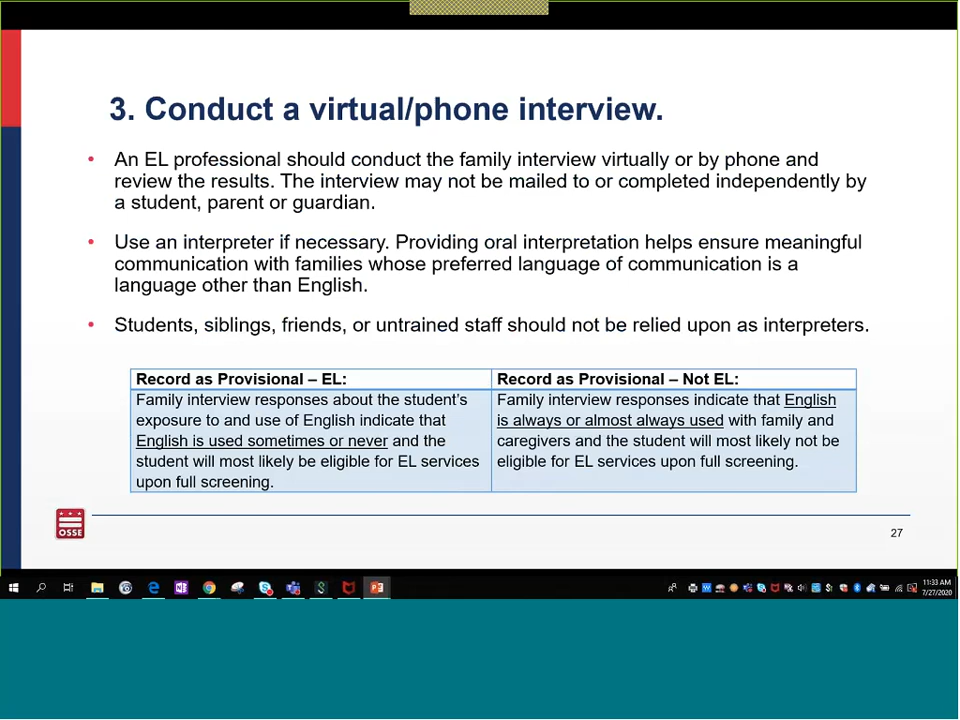 3. Conduct a virtual/phone interview.
• An EL professional should conduct the family interview virtually or by phone and
review the results. The interview may not be mailed to or completed independently by
a student, parent or guardian.
• Use an interpreter if necessary. Providing oral interpretation helps ensure meaningful
communication with families whose preferred language of communication is a
language other than English.
• Students, siblings, friends, or untrained staff should not be relied upon as interpreters.
Record as Provisional – EL:
Family interview responses about the student's
exposure to and use of English indicate that
English is used sometimes or never and the
student will most likely be eligible for EL services
upon full screening.
Record as Provisional – Not EL:
Family interview responses indicate that English
is always or almost always used with family and
caregivers and the student will most likely not be
eligible for EL services upon full screening.
OSSE
27
11:33 AM
7/27/2020